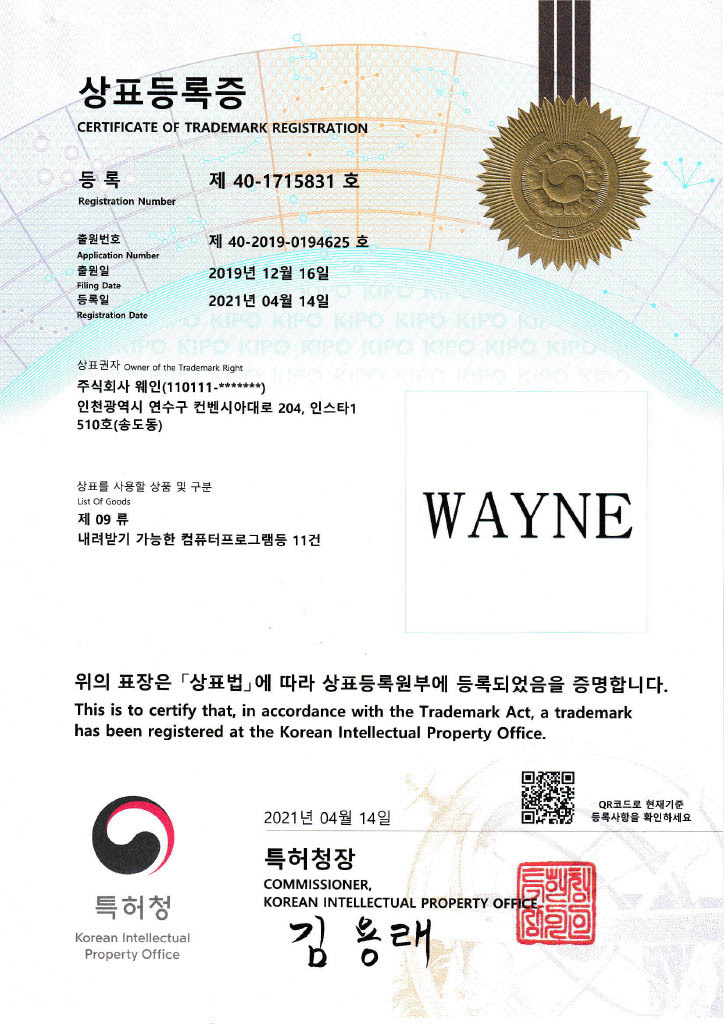 상표등록증
CERTIFICATE OF TRADEMARK REGISTRATION
등 록 제 40-1715831 호
Registration Number
출원번호 제 40-2019-0194625 호
Application Number
출원일 2019년 12월 16일
Filing Date
등록일 2021년 04월 14일
Registration Date
KIPO KIPO KIPO KIPO KIPO KIPO
상표권자 Owner of the Trademark Right
주식회사 웨인(110111-*******)
인천광역시 연수구 컨벤시아대로 204, 인스타1
510호(송도동)
상표를 사용할 상품 및 구분
List Of Goods
제 09 류
내려받기 가능한 컴퓨터프로그램등 11건
WAYNE
위의 표장은 「상표법」에 따라 상표등록원부에 등록되었음을 증명합니다.
This is to certify that, in accordance with the Trademark Act, a trademark
has been registered at the Korean Intellectual Property Office.
2021년 04월 14일
QR코드로 현재기준
등록사항을 확인하세요
특허청장
COMMISSIONER,
KOREAN INTELLECTUAL PROPERTY OFFICE
김용래
특허청
Korean Intellectual
Property Office